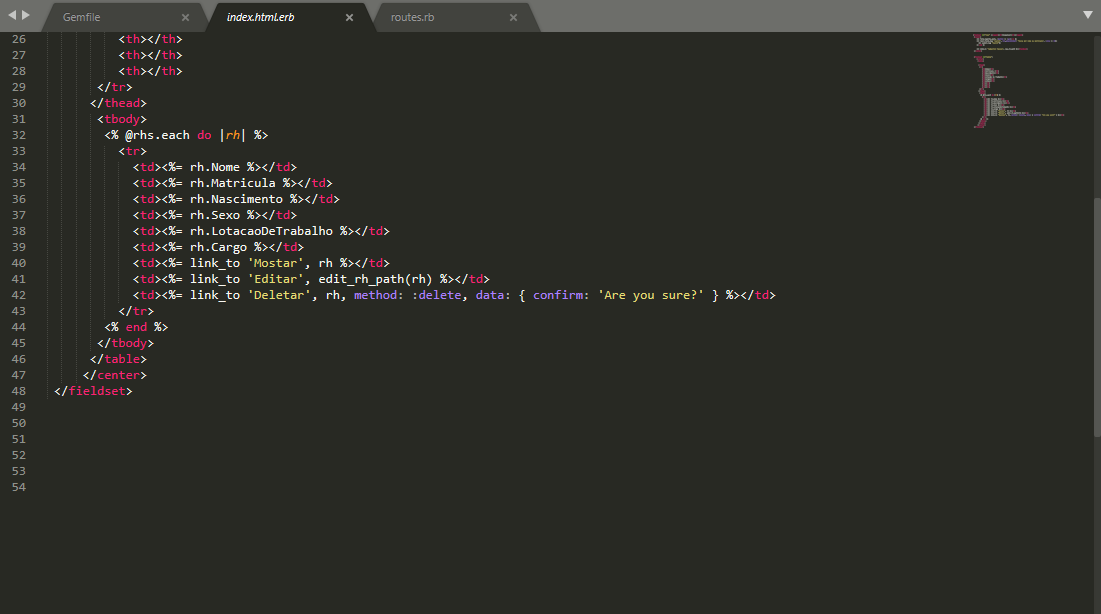 Gemfile × index.html.erb × routes.rb ×
26 <th></th>
27 <th></th>
28 <th></th>
29 </tr>
30 </thead>
31 <tbody>
32 <% @rhs.each do |rh| %>
33 <tr>
34 <td><%= rh.Nome %></td>
35 <td><%= rh.Matricula %></td>
36 <td><%= rh.Nascimento %></td>
37 <td><%= rh.Sexo %></td>
38 <td><%= rh.LotacaoDeTrabalho %></td>
39 <td><%= rh.Cargo %></td>
40 <td><%= link_to 'Mostar', rh %></td>
41 <td><%= link_to 'Editar', edit_rh_path(rh) %></td>
42 <td><%= link_to 'Deletar', rh, method: :delete, data: { confirm: 'Are you sure?' } %></td>
43 </tr>
44 <% end %>
45 </tbody>
46 </table>
47 </center>
48 </fieldset>
49
50
51
52
53
54